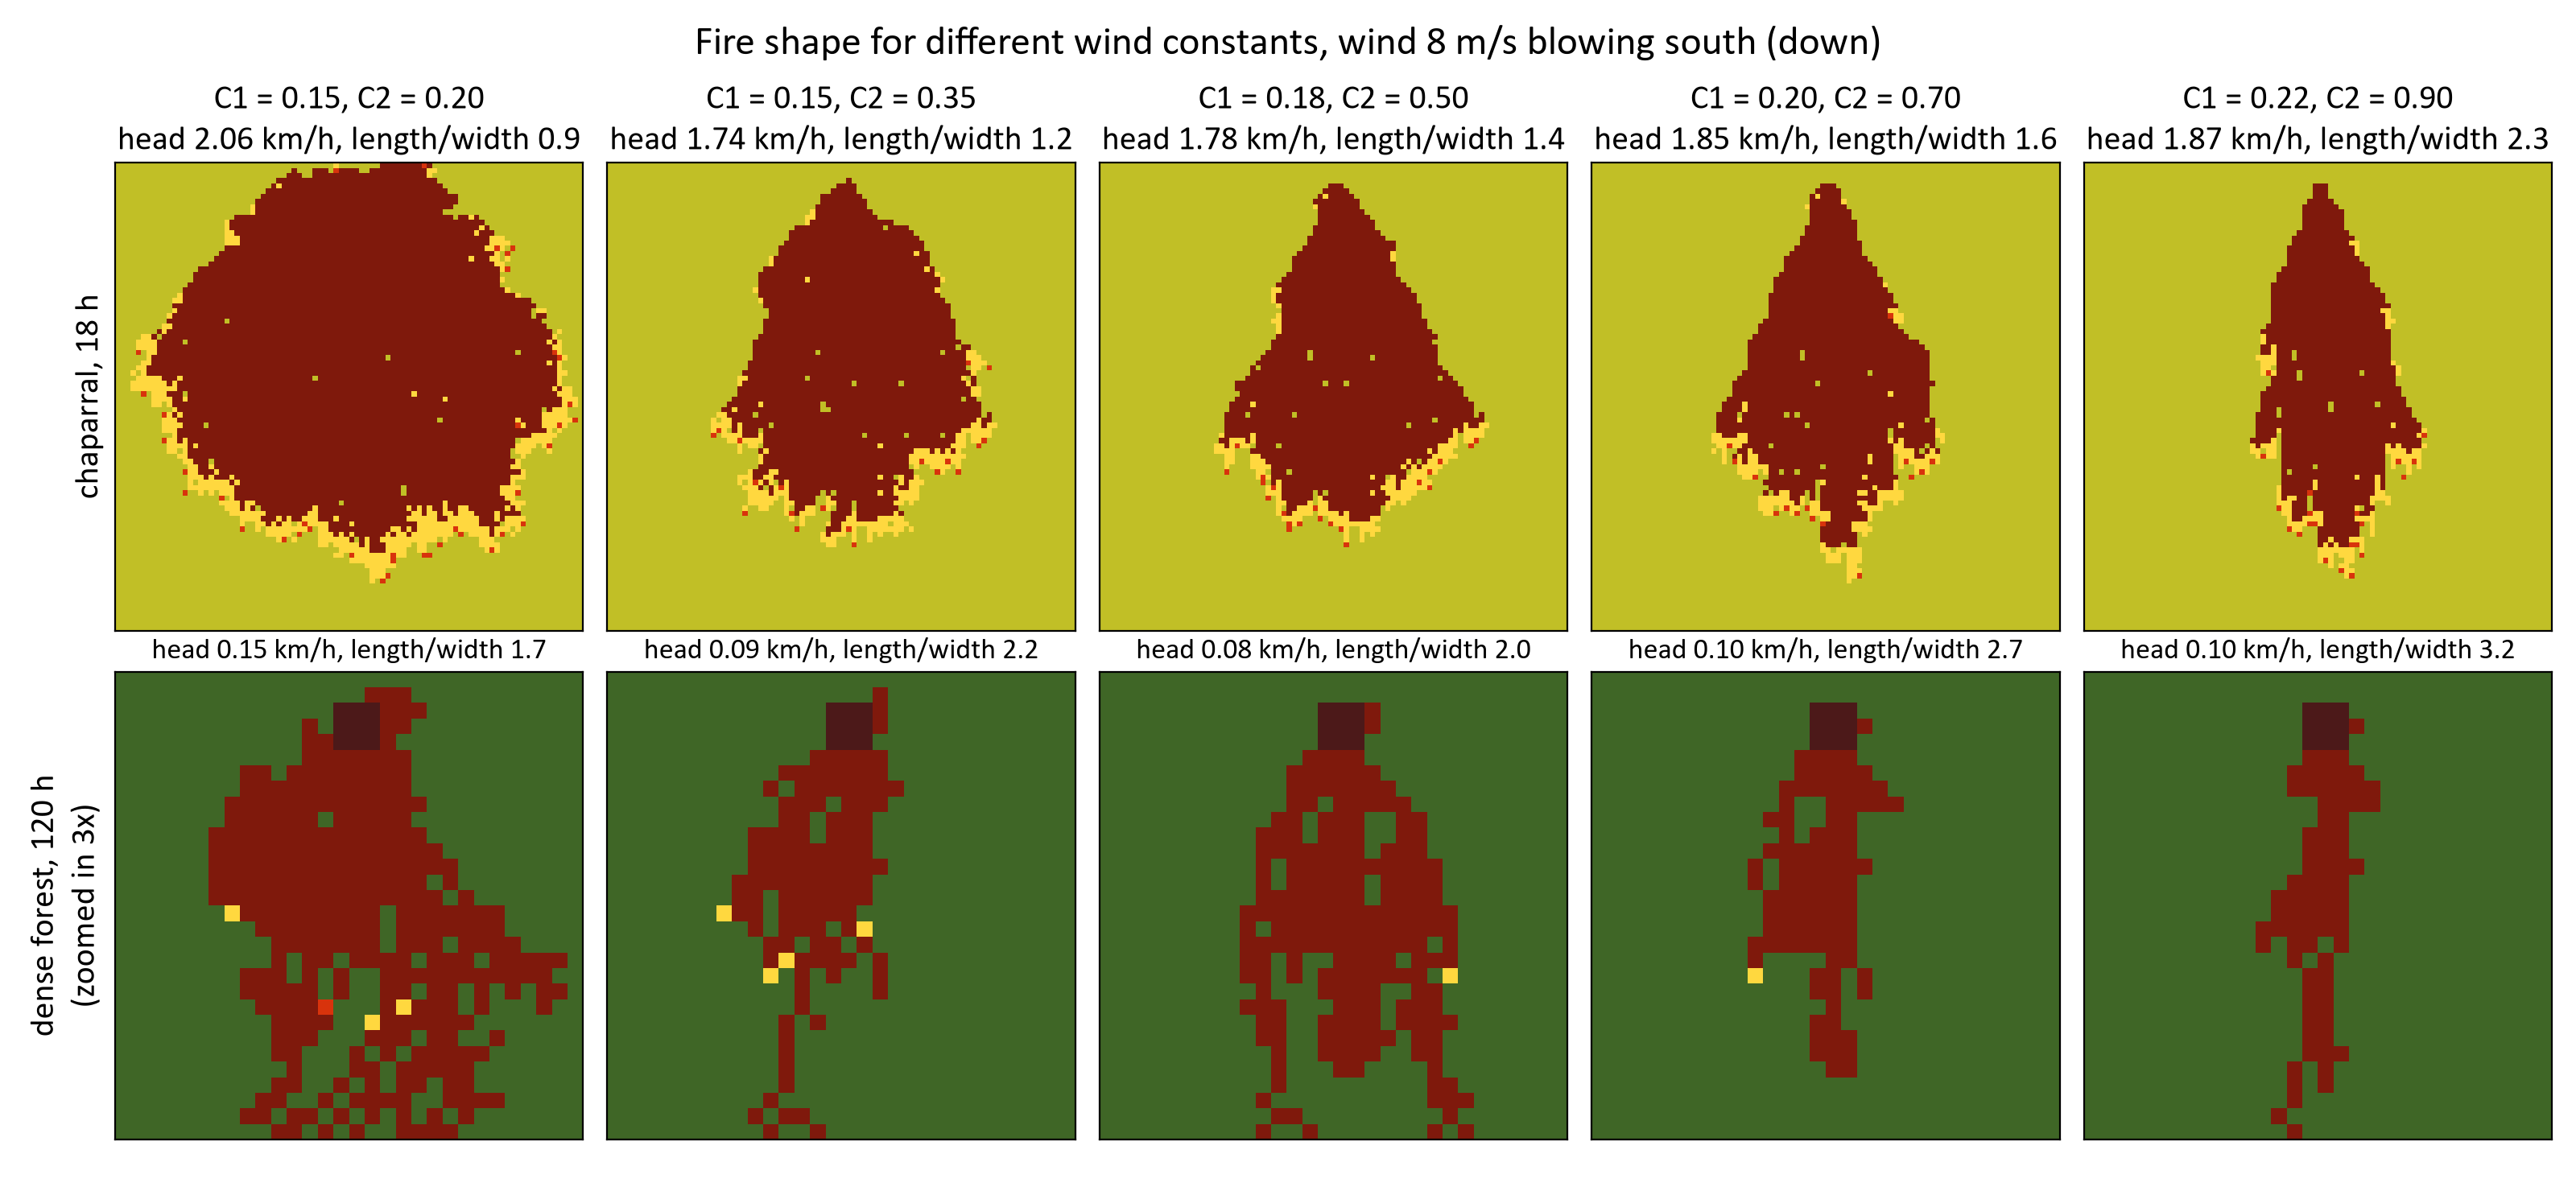 Fire shape for different wind constants, wind 8 m/s blowing south (down)
C1 = 0.15, C2 = 0.20
head 2.06 km/h, length/width 0.9
C1 = 0.15, C2 = 0.35
head 1.74 km/h, length/width 1.2
C1 = 0.18, C2 = 0.50
head 1.78 km/h, length/width 1.4
C1 = 0.20, C2 = 0.70
head 1.85 km/h, length/width 1.6
C1 = 0.22, C2 = 0.90
head 1.87 km/h, length/width 2.3
chaparral, 18 h
head 0.15 km/h, length/width 1.7
head 0.09 km/h, length/width 2.2
head 0.08 km/h, length/width 2.0
head 0.10 km/h, length/width 2.7
head 0.10 km/h, length/width 3.2
dense forest, 120 h
(zoomed in 3x)